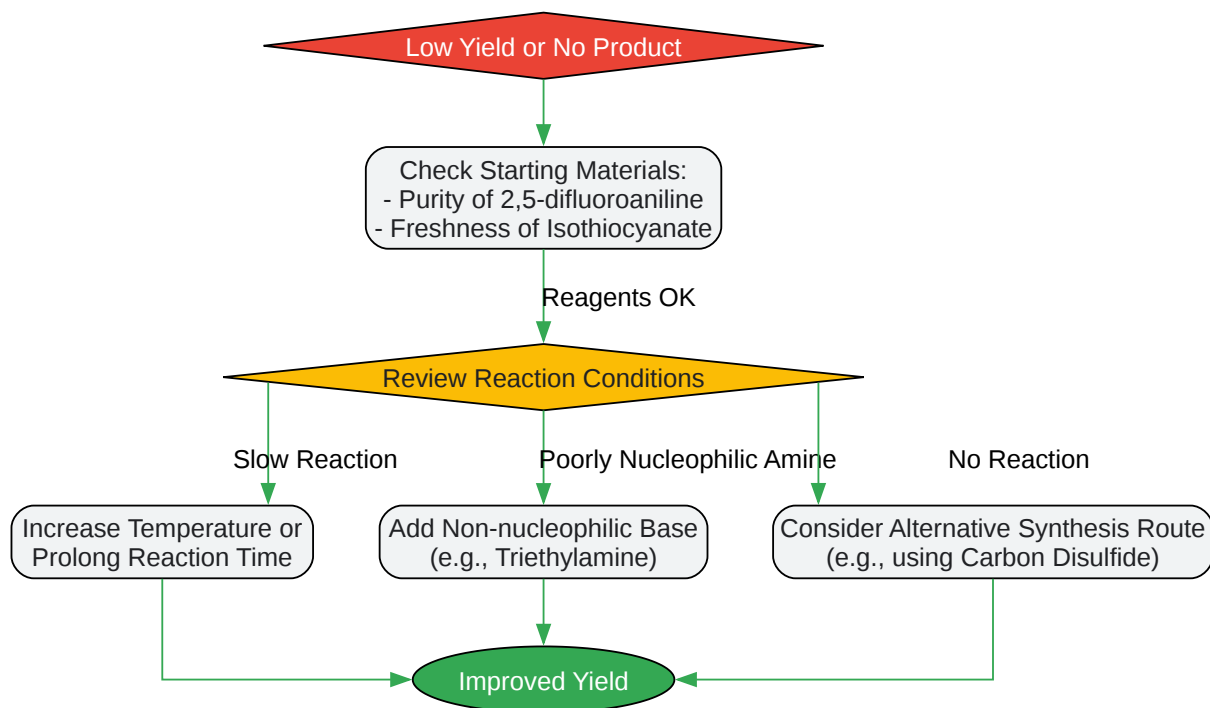 Low Yield or No Product
Check Starting Materials:
- Purity of 2,5-difluoroaniline
- Freshness of Isothiocyanate
Reagents OK
Review Reaction Conditions
Slow Reaction
Poorly Nucleophilic Amine
No Reaction
Increase Temperature or
Prolong Reaction Time
Add Non-nucleophilic Base
(e.g., Triethylamine)
Consider Alternative Synthesis Route
(e.g., using Carbon Disulfide)
Improved Yield